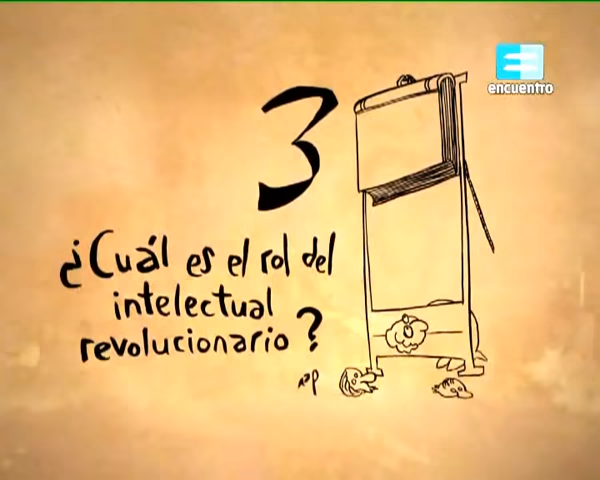 encuentro
3
¿Cuál es el rol del
intelectual
revolucionario?